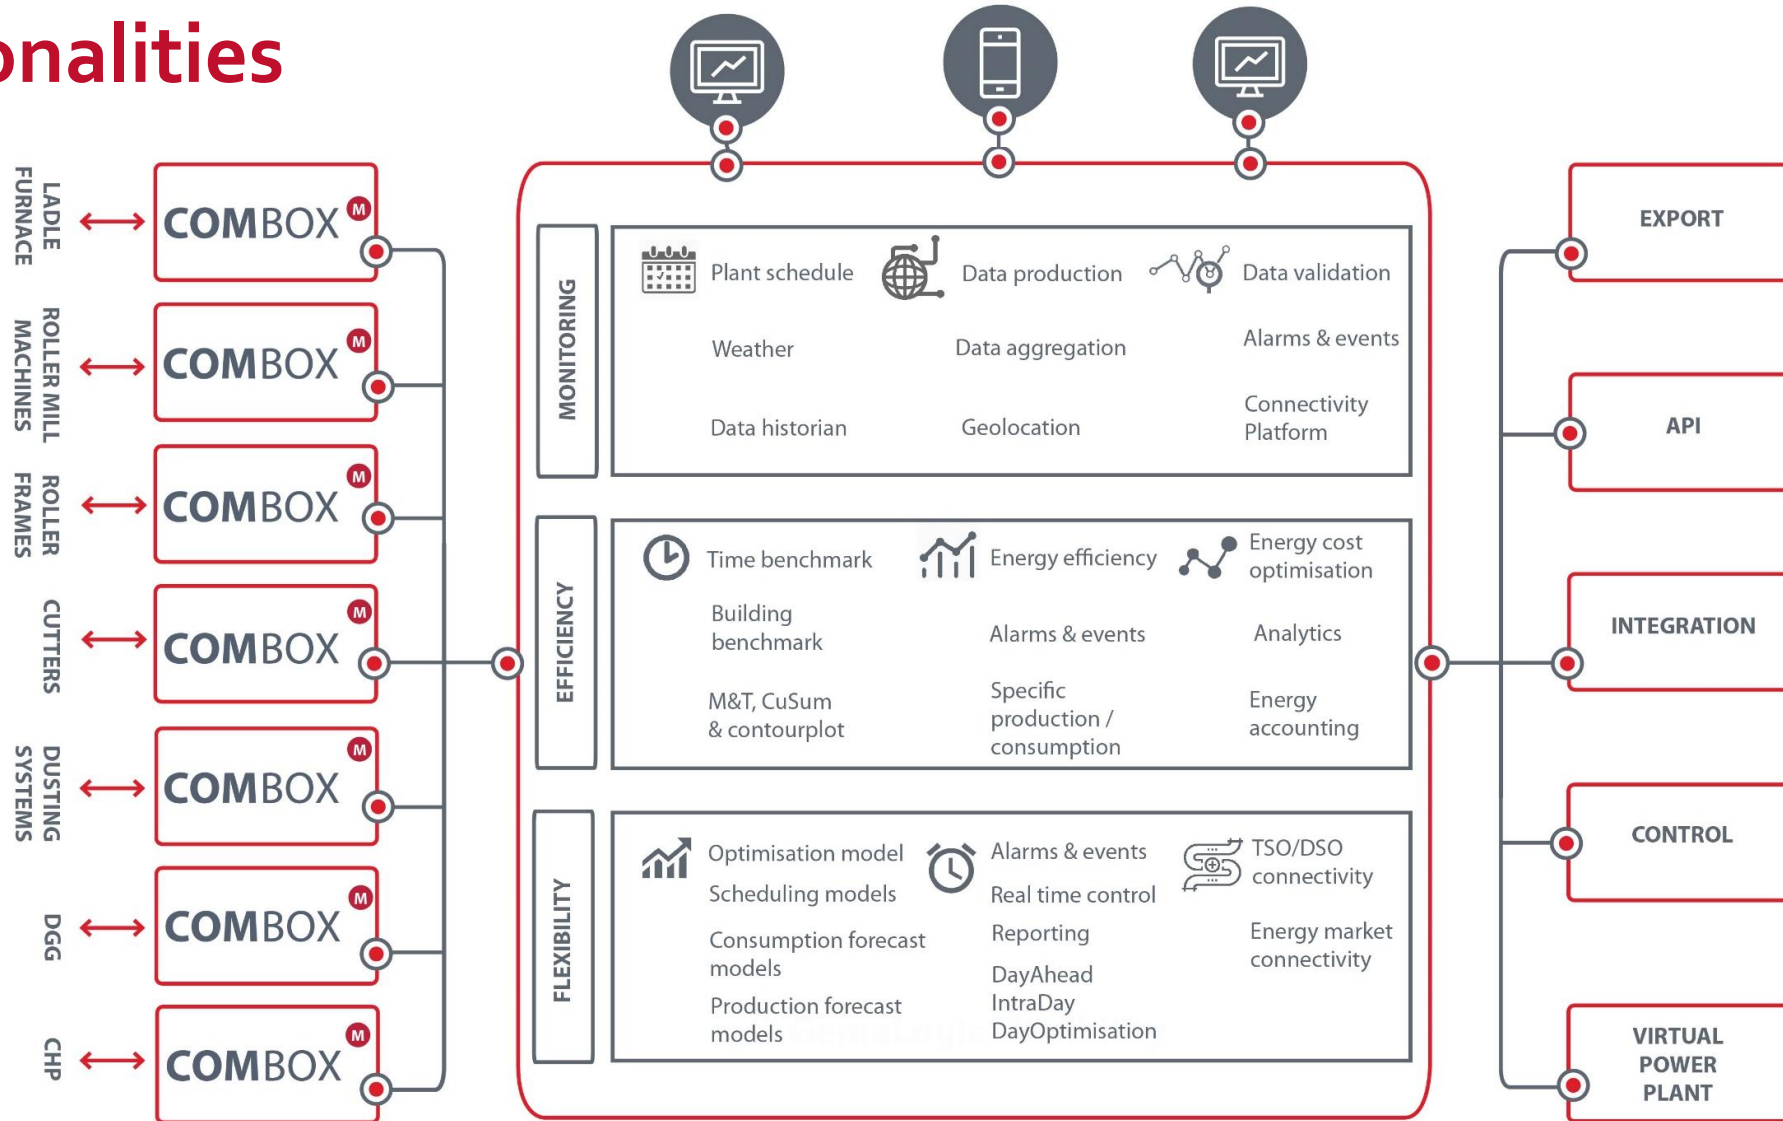 onalities
LADLE
FURNACE
COMBOX M
ROLLER MILL
MACHINES
COMBOX M
ROLLER
FRAMES
COMBOX M
CUTTERS
COMBOX M
DUSTING
SYSTEMS
COMBOX M
DGG
COMBOX M
CHP
COMBOX M
MONITORING
Plant schedule
Weather
Data historian
Data production
Data aggregation
Geolocation
Data validation
Alarms & events
Connectivity
Platform
EFFICIENCY
Time benchmark
Building
benchmark
M&T, CuSum
& contourplot
Energy efficiency
Alarms & events
Specific
production /
consumption
Energy cost
optimisation
Analytics
Energy
accounting
FLEXIBILITY
Optimisation model
Scheduling models
Consumption forecast
models
Production forecast
models
Alarms & events
Real time control
Reporting
DayAhead
IntraDay
DayOptimisation
TSO/DSO
connectivity
Energy market
connectivity
EXPORT
API
INTEGRATION
CONTROL
VIRTUAL
POWER
PLANT